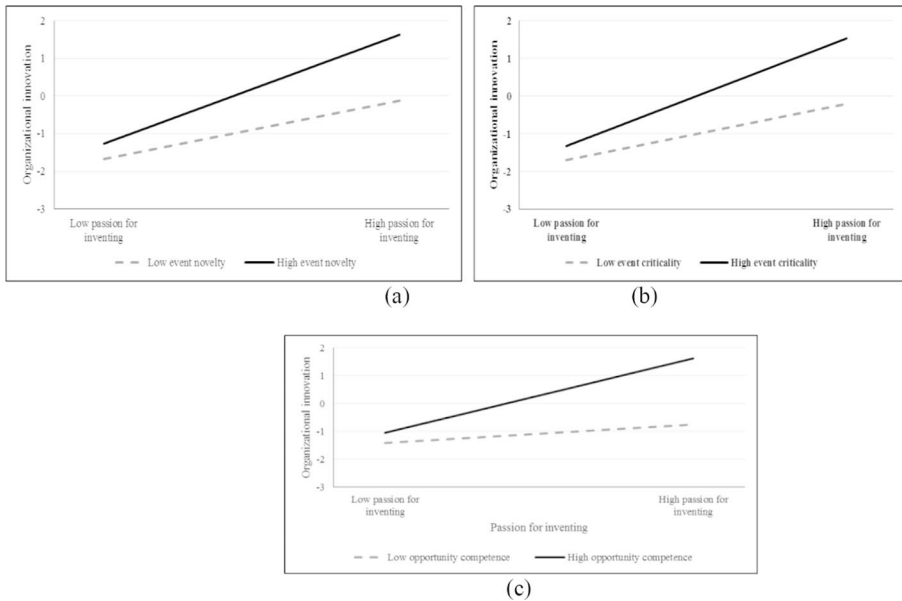 2
1
0
-1
-2
-3
Organizational innovation
Low passion for
inventing
High passion for
inventing
Low event novelty
High event novelty
(a)
2
1
0
-1
-2
-3
Organizational innovation
Low passion for
inventing
High passion for
inventing
Low event criticality
High event criticality
(b)
2
1
0
-1
-2
-3
Organizational innovation
Low passion for
inventing
High passion for
inventing
Passion for inventing
Low opportunity competence
High opportunity competence
(c)